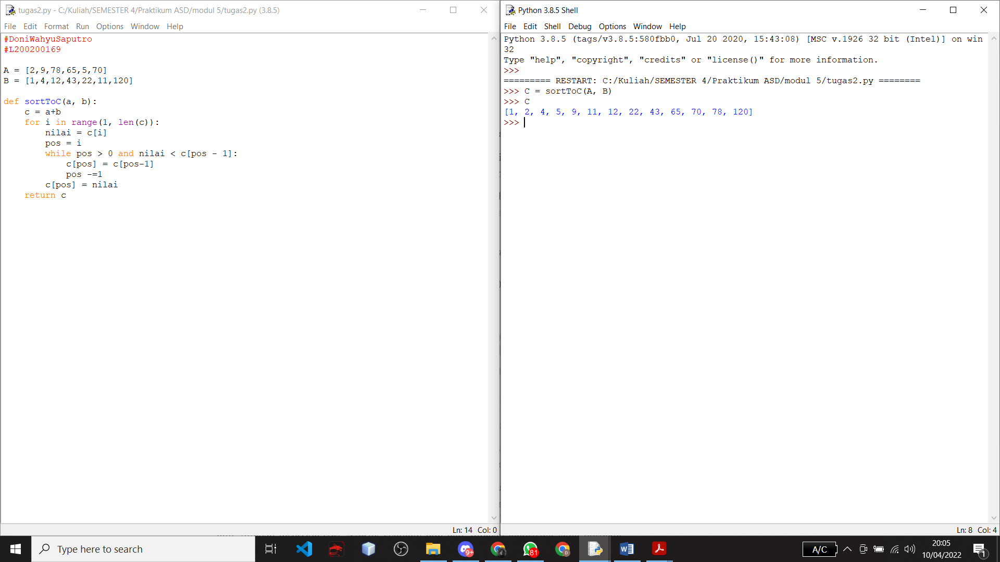 tugas2.py - C:/Kuliah/SEMESTER 4/Praktikum ASD/modul 5/tugas2.py (3.8.5)
File Edit Format Run Options Window Help
#DoniWahyuSaputro
#L200200169
A = [2,9,78,65,5,70]
B = [1,4,12,43,22,11,120]
def sortToC(a, b):
    c = a+b
    for i in range(1, len(c)):
        nilai = c[i]
        pos = i
        while pos > 0 and nilai < c[pos - 1]:
            c[pos] = c[pos-1]
            pos -=1
        c[pos] = nilai
    return c
Ln: 14 Col: 0
Python 3.8.5 Shell
File Edit Shell Debug Options Window Help
Python 3.8.5 (tags/v3.8.5:580fbb0, Jul 20 2020, 15:43:08) [MSC v.1926 32 bit (Intel)] on win
32
Type "help", "copyright", "credits" or "license()" for more information.
>>>
========= RESTART: C:/Kuliah/SEMESTER 4/Praktikum ASD/modul 5/tugas2.py ========
>>> C = sortToC(A, B)
>>> C
[1, 2, 4, 5, 9, 11, 12, 22, 43, 65, 70, 78, 120]
>>>
Ln: 8 Col: 4
Type here to search
9+
81
D
A/C
20:05
10/04/2022
1